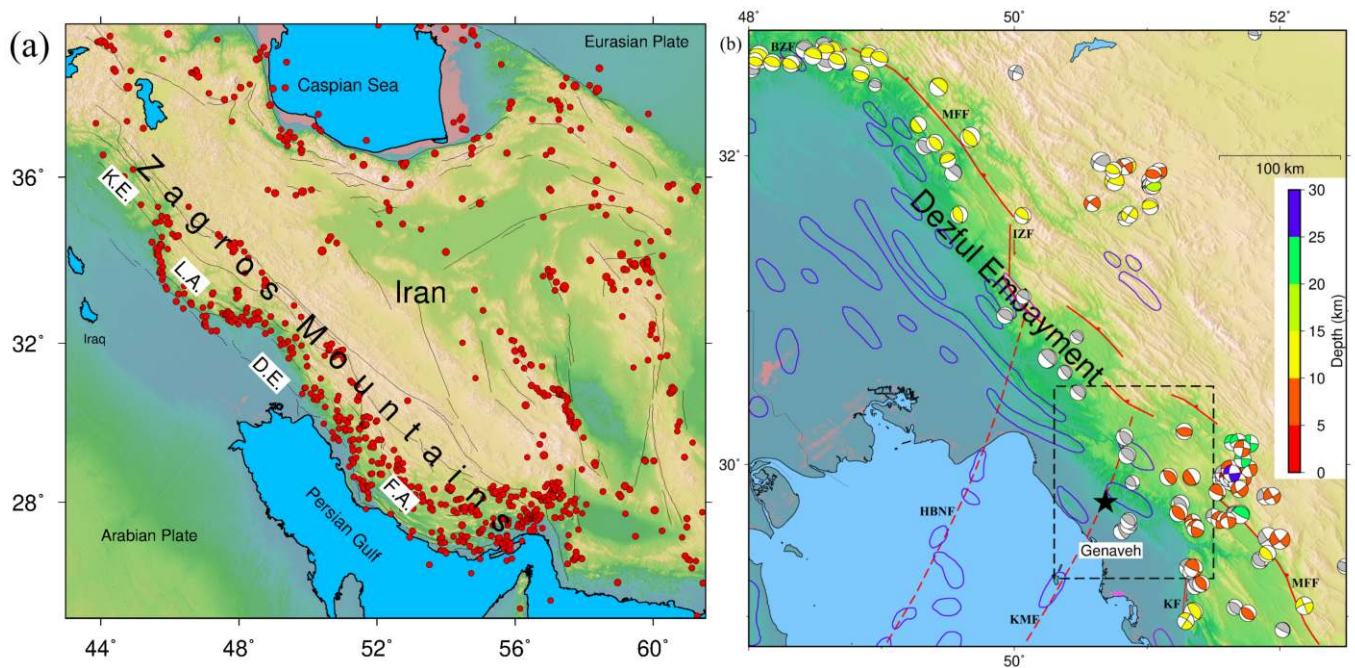 (a)
Eurasian Plate
Caspian Sea
Zagros Mountains
K.E.
L.A.
Iran
Iraq
D.E.
F.A.
Persian Gulf
Arabian Plate
36°
32°
28°
44° 48° 52° 56° 60°
48° 50° 52°
(b)
BZF
MFF
32°
100 km
Dezful Embayment
IZF
30
25
20
15
10
5
0
Depth (km)
30°
HBNF
Genaveh
KMF
KF
MFF
50°